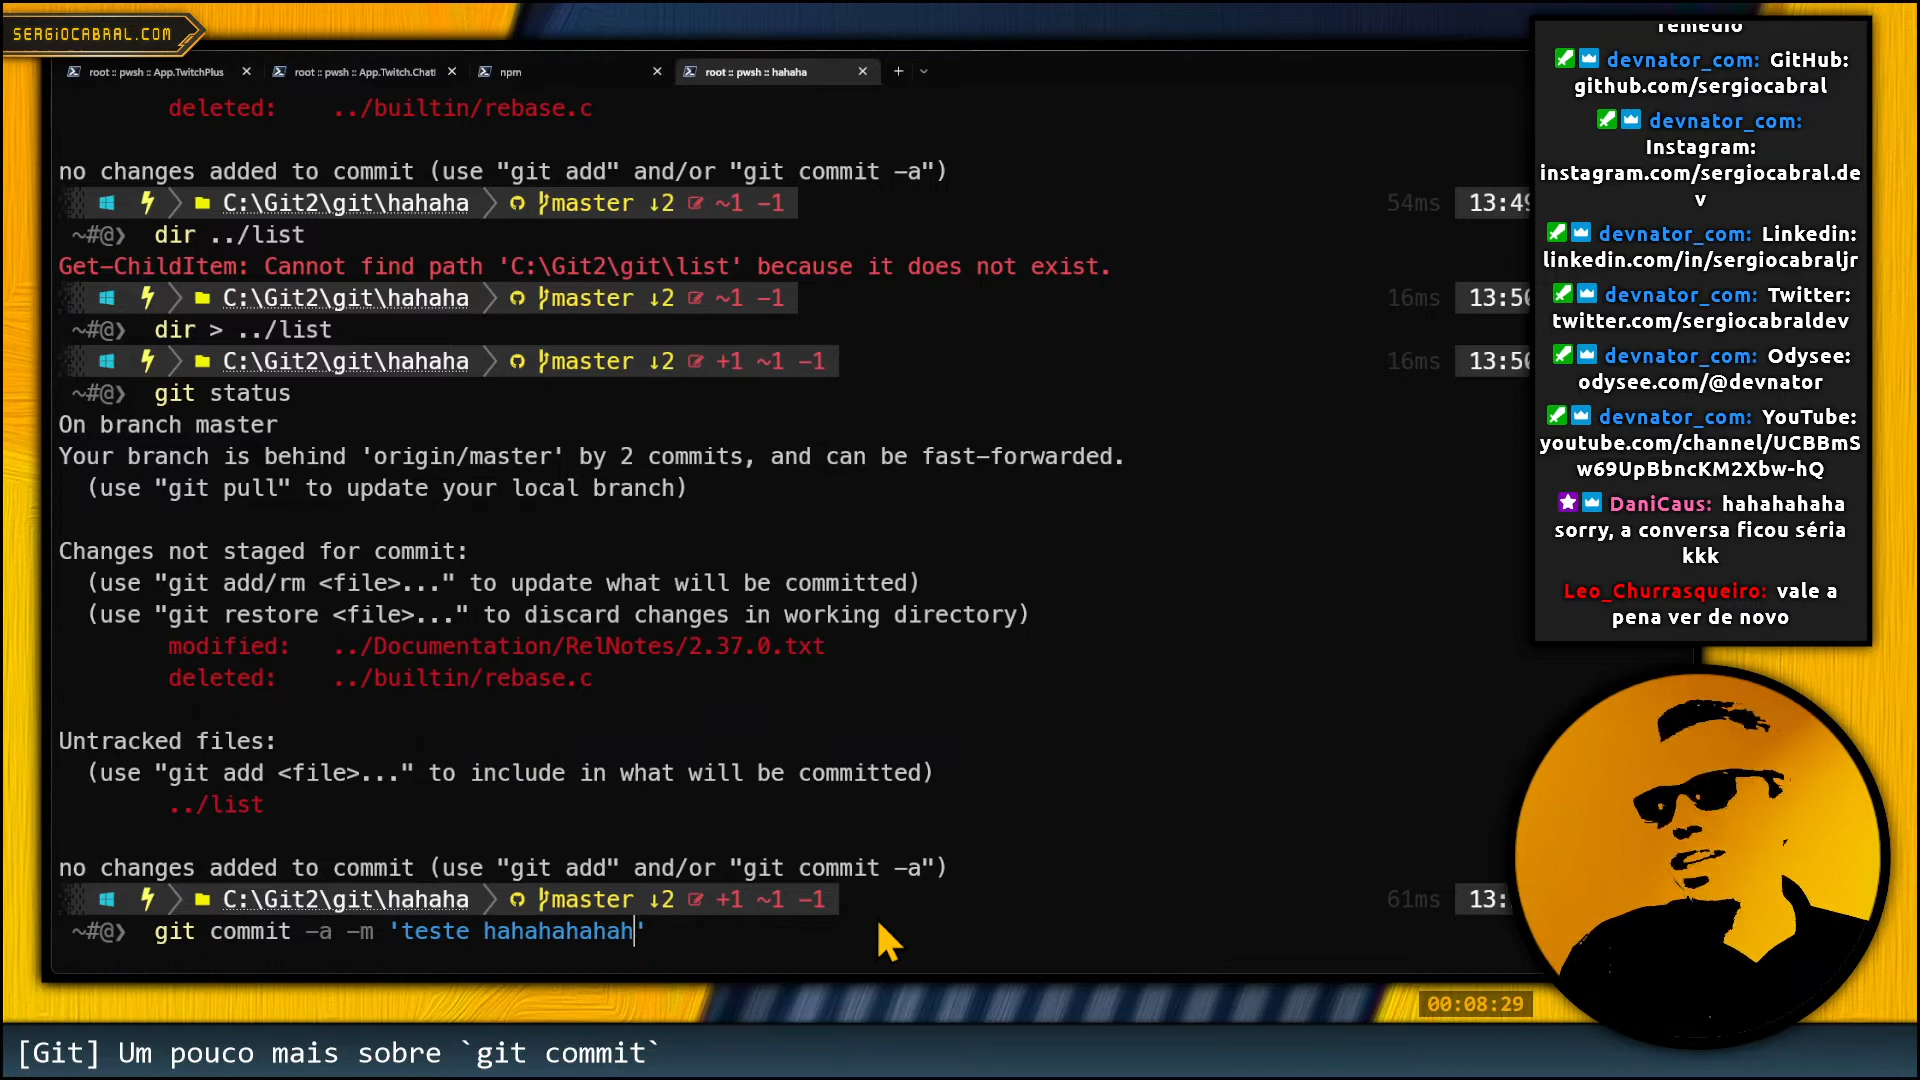 SERGIOCABRAL.COM
root :: pwsh :: App.TwitchPlus
root :: pwsh :: App.Twitch.Chatl
npm
root :: pwsh :: hahaha
deleted: ../builtin/rebase.c
no changes added to commit (use "git add" and/or "git commit -a")
C:\Git2\git\hahaha master ↓2 ~1 -1 54ms 13:49
~#@❯ dir ../list
Get-ChildItem: Cannot find path 'C:\Git2\git\list' because it does not exist.
C:\Git2\git\hahaha master ↓2 ~1 -1 16ms 13:50
~#@❯ dir > ../list
C:\Git2\git\hahaha master ↓2 +1 ~1 -1 16ms 13:50
~#@❯ git status
On branch master
Your branch is behind 'origin/master' by 2 commits, and can be fast-forwarded.
(use "git pull" to update your local branch)
Changes not staged for commit:
(use "git add/rm <file>..." to update what will be committed)
(use "git restore <file>..." to discard changes in working directory)
modified: ../Documentation/RelNotes/2.37.0.txt
deleted: ../builtin/rebase.c
Untracked files:
(use "git add <file>..." to include in what will be committed)
../list
no changes added to commit (use "git add" and/or "git commit -a")
C:\Git2\git\hahaha master ↓2 +1 ~1 -1 61ms 13:
~#@❯ git commit -a -m 'teste hahahahahah'
remédio
devnator_com: GitHub:
github.com/sergiocabral
devnator_com:
Instagram:
instagram.com/sergiocabral.de
v
devnator_com: Linkedin:
linkedin.com/in/sergiocabraljr
devnator_com: Twitter:
twitter.com/sergiocabraldev
devnator_com: Odysee:
odysee.com/@devnator
devnator_com: YouTube:
youtube.com/channel/UCBBmS
w69UpBbncKM2Xbw-hQ
DaniCaus: hahahahaha
sorry, a conversa ficou séria
kkk
Leo_Churrasqueiro: vale a
pena ver de novo
00:08:29
[Git] Um pouco mais sobre `git commit`